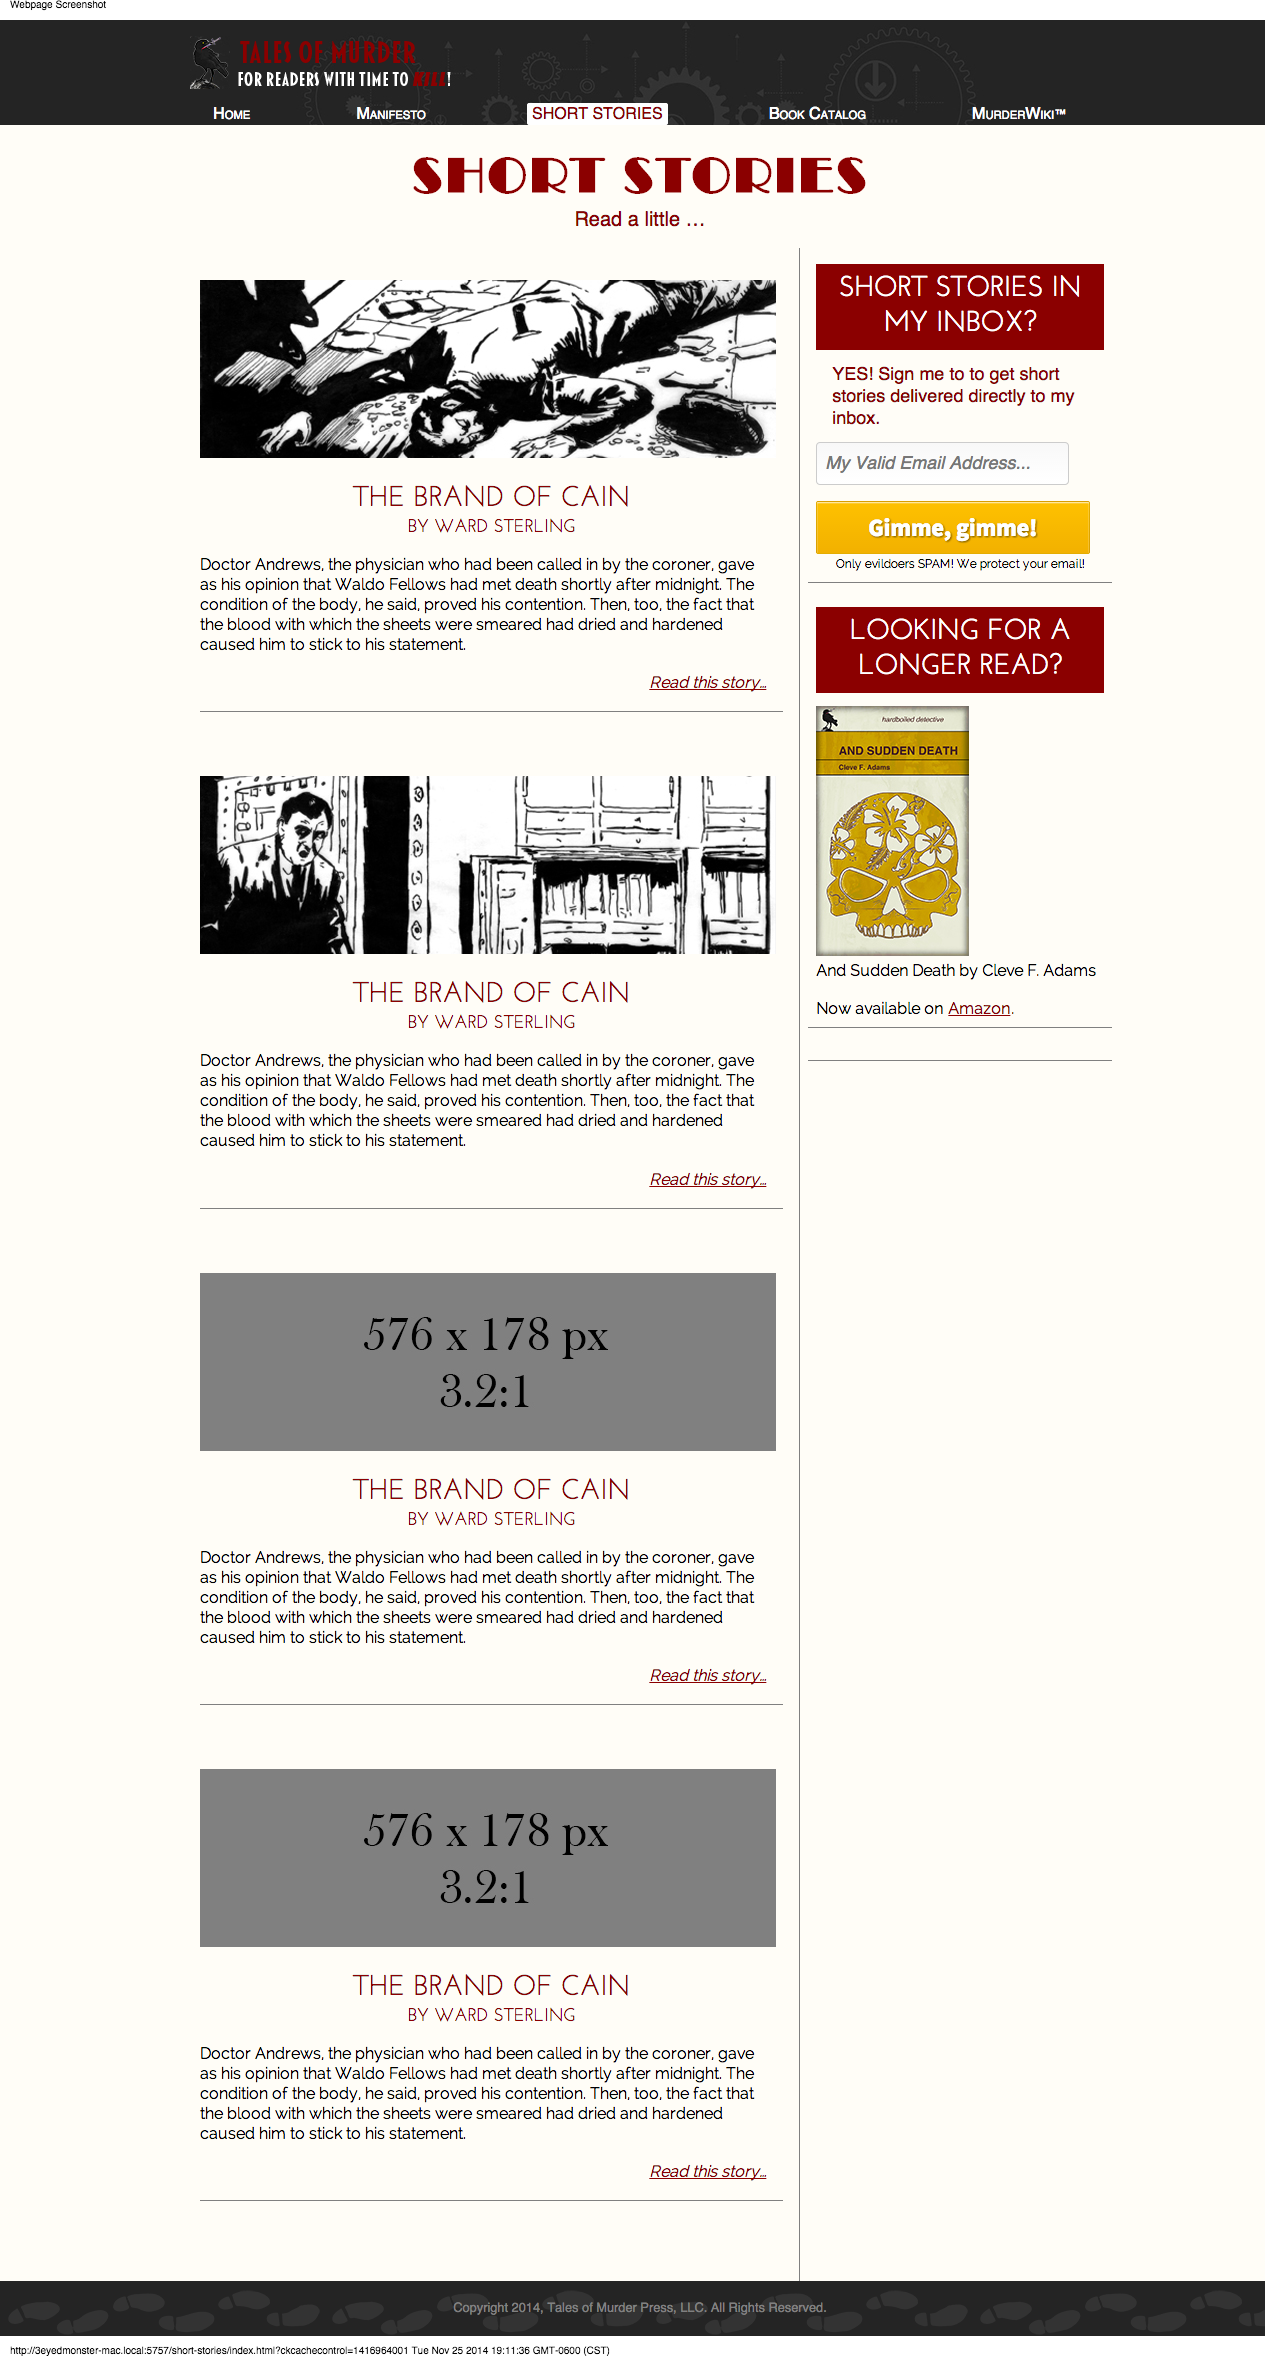 Webpage Screenshot
TALES OF MURDER
FOR READERS WITH TIME TO KILL!
Home
Manifesto
SHORT STORIES
Book Catalog
MurderWiki™
SHORT STORIES
Read a little ...
THE BRAND OF CAIN
BY WARD STERLING
Doctor Andrews, the physician who had been called in by the coroner, gave
as his opinion that Waldo Fellows had met death shortly after midnight. The
condition of the body, he said, proved his contention. Then, too, the fact that
the blood with which the sheets were smeared had dried and hardened
caused him to stick to his statement.
Read this story...
THE BRAND OF CAIN
BY WARD STERLING
Doctor Andrews, the physician who had been called in by the coroner, gave
as his opinion that Waldo Fellows had met death shortly after midnight. The
condition of the body, he said, proved his contention. Then, too, the fact that
the blood with which the sheets were smeared had dried and hardened
caused him to stick to his statement.
Read this story...
576 x 178 px
3.2:1
THE BRAND OF CAIN
BY WARD STERLING
Doctor Andrews, the physician who had been called in by the coroner, gave
as his opinion that Waldo Fellows had met death shortly after midnight. The
condition of the body, he said, proved his contention. Then, too, the fact that
the blood with which the sheets were smeared had dried and hardened
caused him to stick to his statement.
Read this story...
576 x 178 px
3.2:1
THE BRAND OF CAIN
BY WARD STERLING
Doctor Andrews, the physician who had been called in by the coroner, gave
as his opinion that Waldo Fellows had met death shortly after midnight. The
condition of the body, he said, proved his contention. Then, too, the fact that
the blood with which the sheets were smeared had dried and hardened
caused him to stick to his statement.
Read this story...
SHORT STORIES IN
MY INBOX?
YES! Sign me to to get short
stories delivered directly to my
inbox.
My Valid Email Address...
Gimme, gimme!
Only evildoers SPAM! We protect your email!
LOOKING FOR A
LONGER READ?
hardboiled detective
AND SUDDEN DEATH
Cleve F. Adams
And Sudden Death by Cleve F. Adams
Now available on Amazon.
Copyright 2014, Tales of Murder Press, LLC. All Rights Reserved.
http://3eyedmonster-mac.local:5757/short-stories/index.html?ckcachecontrol=1416964001 Tue Nov 25 2014 19:11:36 GMT-0600 (CST)